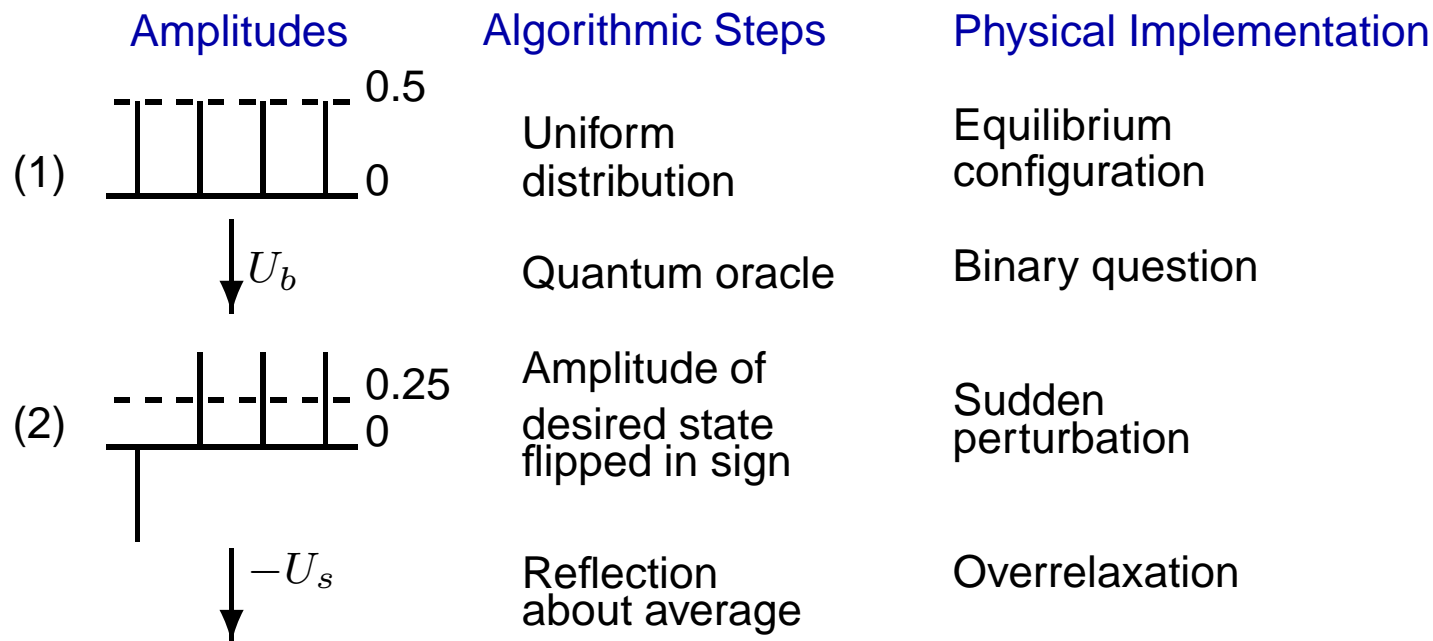 Amplitudes Algorithmic Steps Physical Implementation
0.5
(1) Uniform Equilibrium
0 distribution configuration
U_b Quantum oracle Binary question
Amplitude of
0.25
(2) 0 desired state Sudden
flipped in sign perturbation
−U_s Reflection Overrelaxation
about average